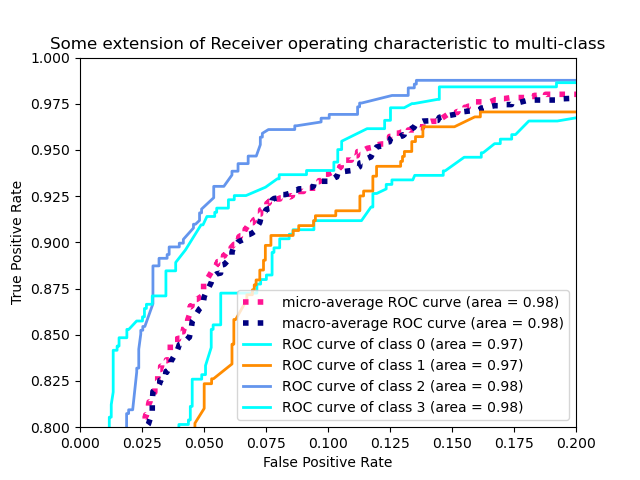 Some extension of Receiver operating characteristic to multi-class
True Positive Rate
1.000
0.975
0.950
0.925
0.900
0.875
0.850
0.825
0.800
micro-average ROC curve (area = 0.98)
macro-average ROC curve (area = 0.98)
ROC curve of class 0 (area = 0.97)
ROC curve of class 1 (area = 0.97)
ROC curve of class 2 (area = 0.98)
ROC curve of class 3 (area = 0.98)
0.000 0.025 0.050 0.075 0.100 0.125 0.150 0.175 0.200
False Positive Rate